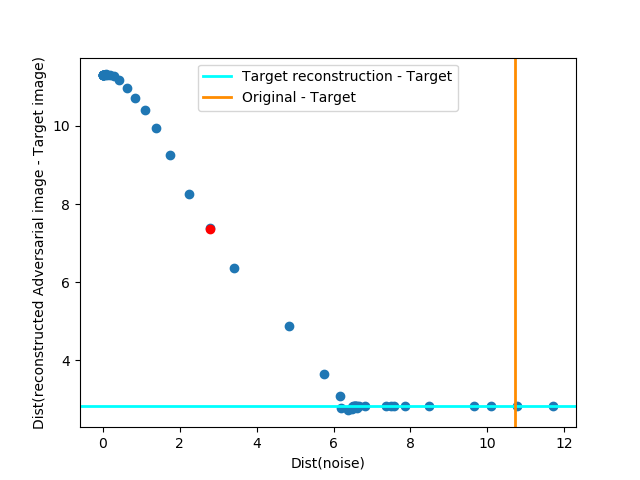 Target reconstruction - Target
Original - Target
Dist(reconstructed Adversarial image - Target image)
10
8
6
4
0 2 4 6 8 10 12
Dist(noise)